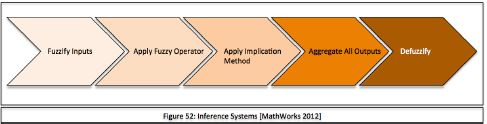 Fuzzify Inputs
Apply Fuzzy Operator
Apply Implication
Method
Aggregate All Outputs
Defuzzify
Figure 52: Inference Systems [MathWorks 2012]